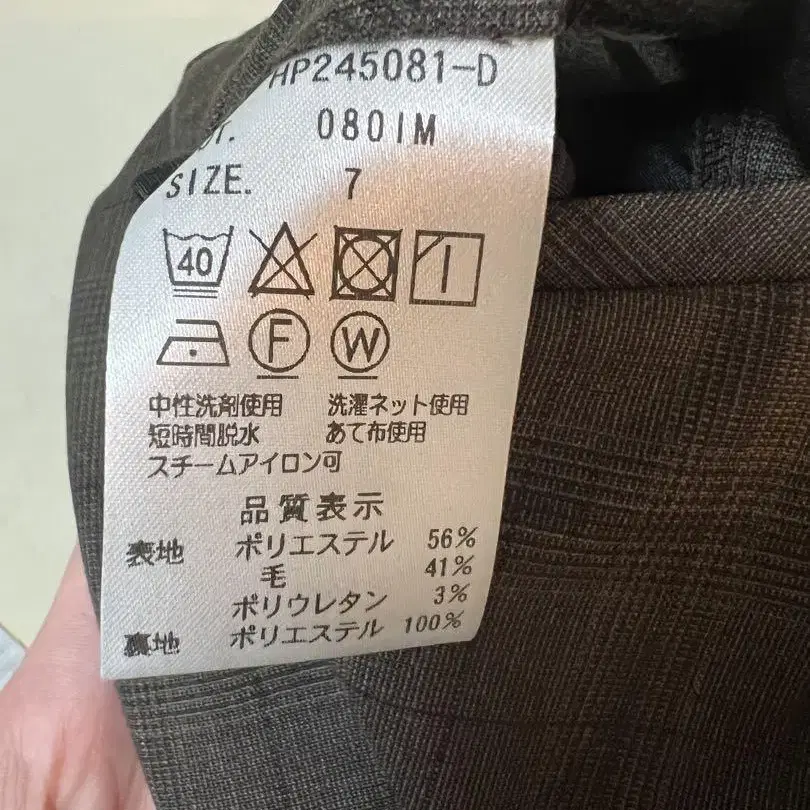 HP245081-D
0801M
SIZE. 7
40
F W
中性洗剤使用 洗濯ネット使用
短時間脱水 あて布使用
スチームアイロン可
品質表示
表地 ポリエステル 56%
毛 41%
ポリウレタン 3%
裏地 ポリエステル 100%